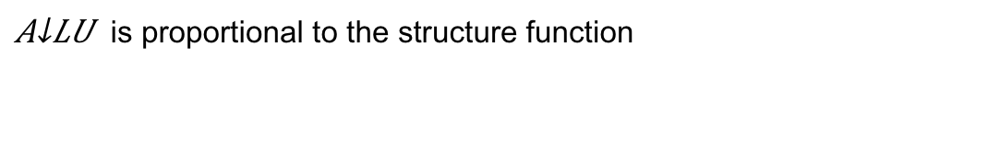 A↓LU is proportional to the structure function